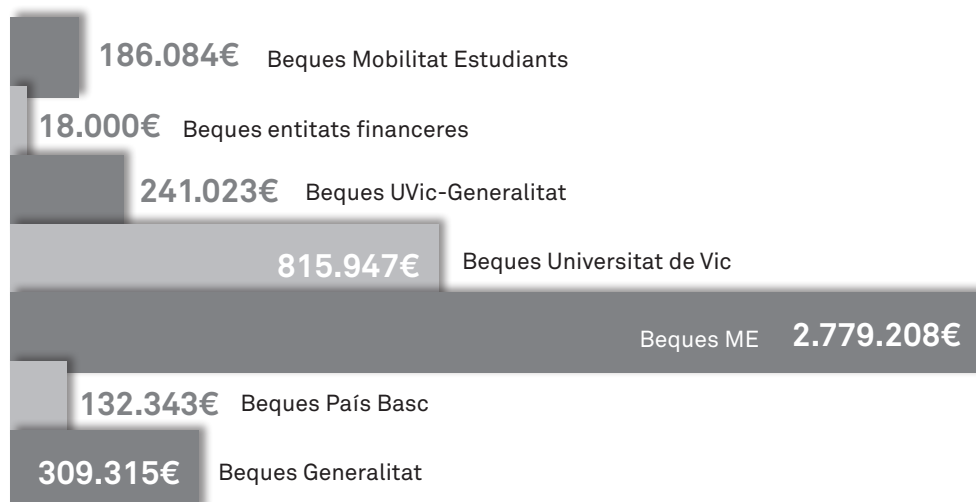 186.084€ Beques Mobilitat Estudiants
18.000€ Beques entitats financeres
241.023€ Beques UVic-Generalitat
815.947€ Beques Universitat de Vic
Beques ME 2.779.208€
132.343€ Beques País Basc
309.315€ Beques Generalitat